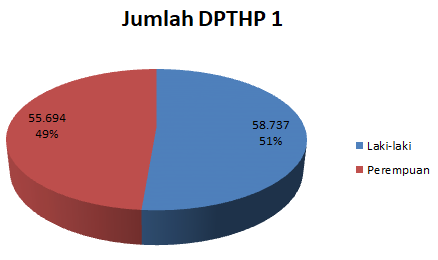 Jumlah DPTHP 1
55.694
49%
58.737
51%
Laki-laki
Perempuan